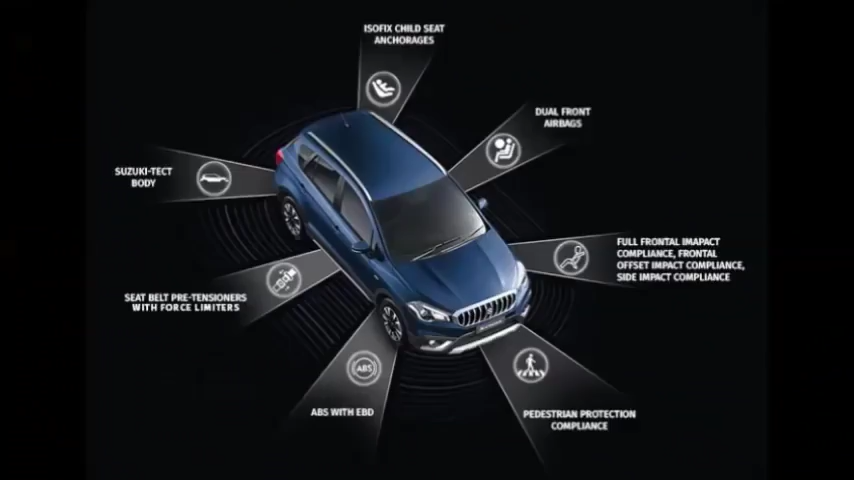 ISOFIX CHILD SEAT
ANCHORAGES
DUAL FRONT
AIRBAGS
SUZUKI-TECT
BODY
FULL FRONTAL IMAPACT
COMPLIANCE, FRONTAL
OFFSET IMPACT COMPLIANCE,
SIDE IMPACT COMPLIANCE
SEAT BELT PRE-TENSIONERS
WITH FORCE LIMITERS
ABS
ABS WITH EBD
PEDESTRIAN PROTECTION
COMPLIANCE